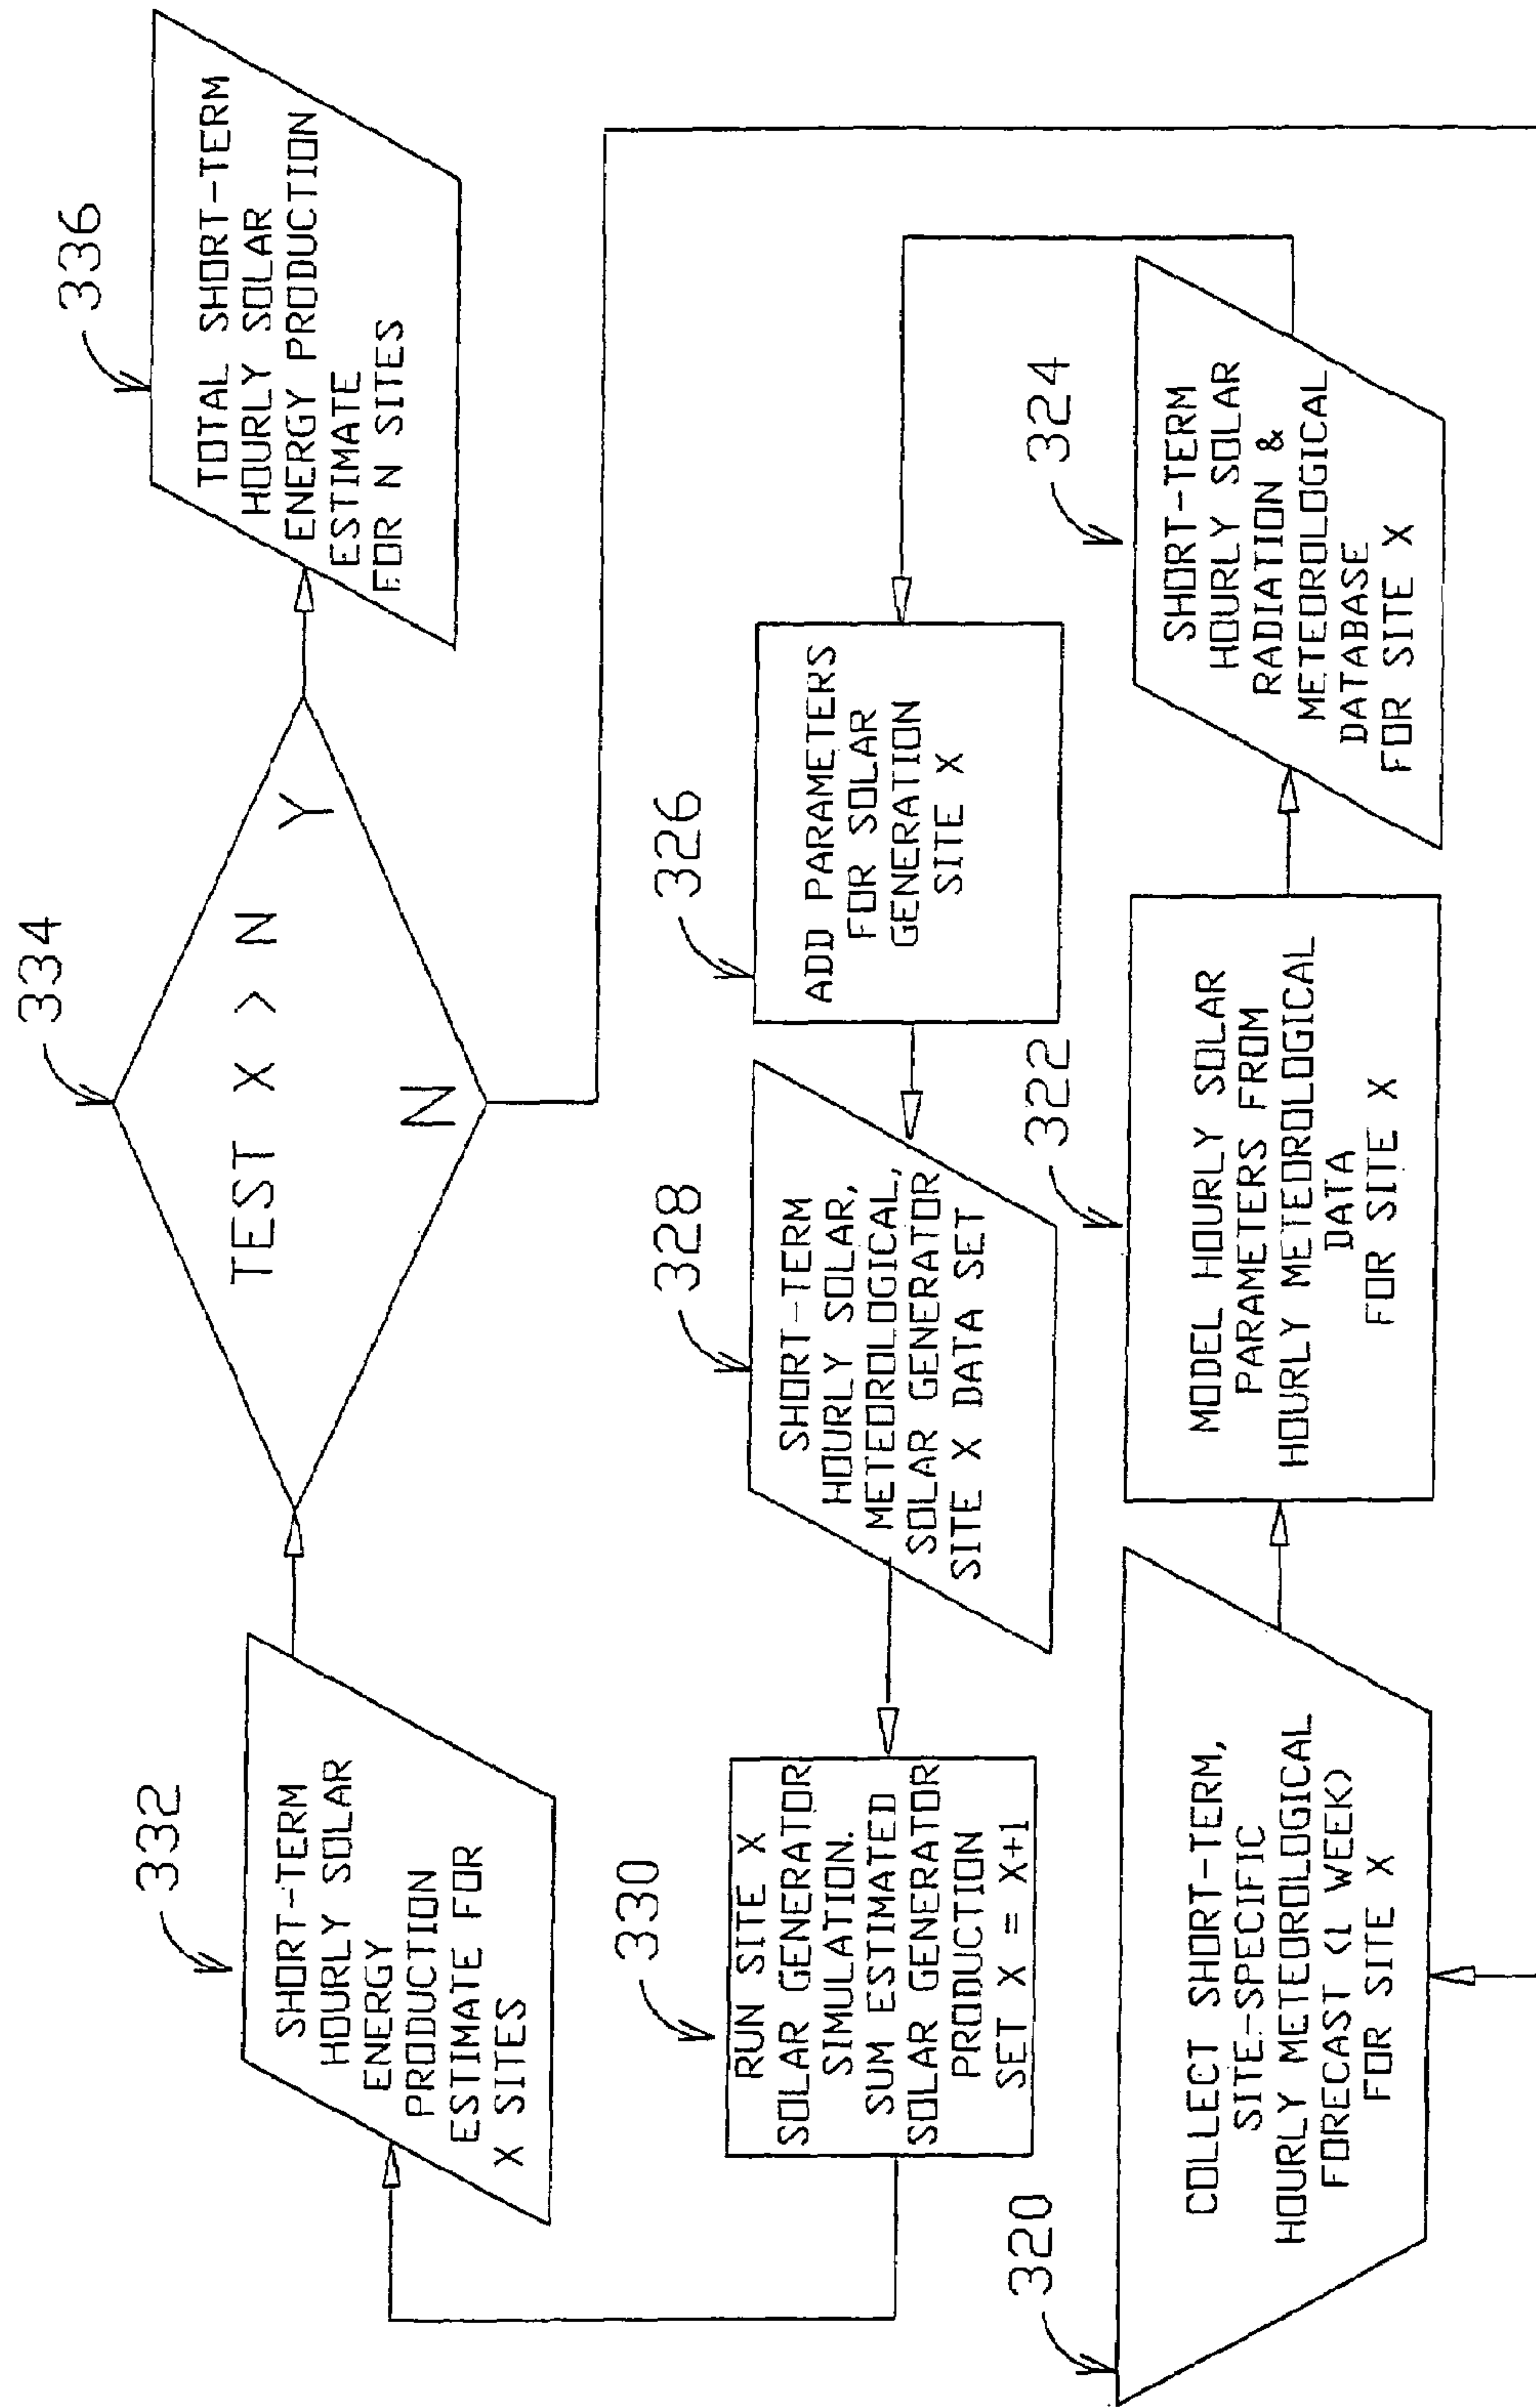 320
COLLECT SHORT-TERM,
SITE-SPECIFIC
HOURLY METEOROLOGICAL
FORECAST (1 WEEK)
FOR SITE X
322
MODEL HOURLY SOLAR
PARAMETERS FROM
HOURLY METEOROLOGICAL
DATA
FOR SITE X
324
SHORT-TERM
HOURLY SOLAR
RADIATION &
METEOROLOGICAL
DATABASE
FOR SITE X
326
ADD PARAMETERS
FOR SOLAR
GENERATION
SITE X
328
SHORT-TERM
HOURLY SOLAR,
METEOROLOGICAL,
SOLAR GENERATOR
SITE X DATA SET
330
RUN SITE X
SOLAR GENERATOR
SIMULATION.
SUM ESTIMATED
SOLAR GENERATOR
PRODUCTION
SET X = X+1
332
SHORT-TERM
HOURLY SOLAR
ENERGY
PRODUCTION
ESTIMATE FOR
X SITES
334
TEST X > N
Y
N
336
TOTAL SHORT-TERM
HOURLY SOLAR
ENERGY PRODUCTION
ESTIMATE
FOR N SITES